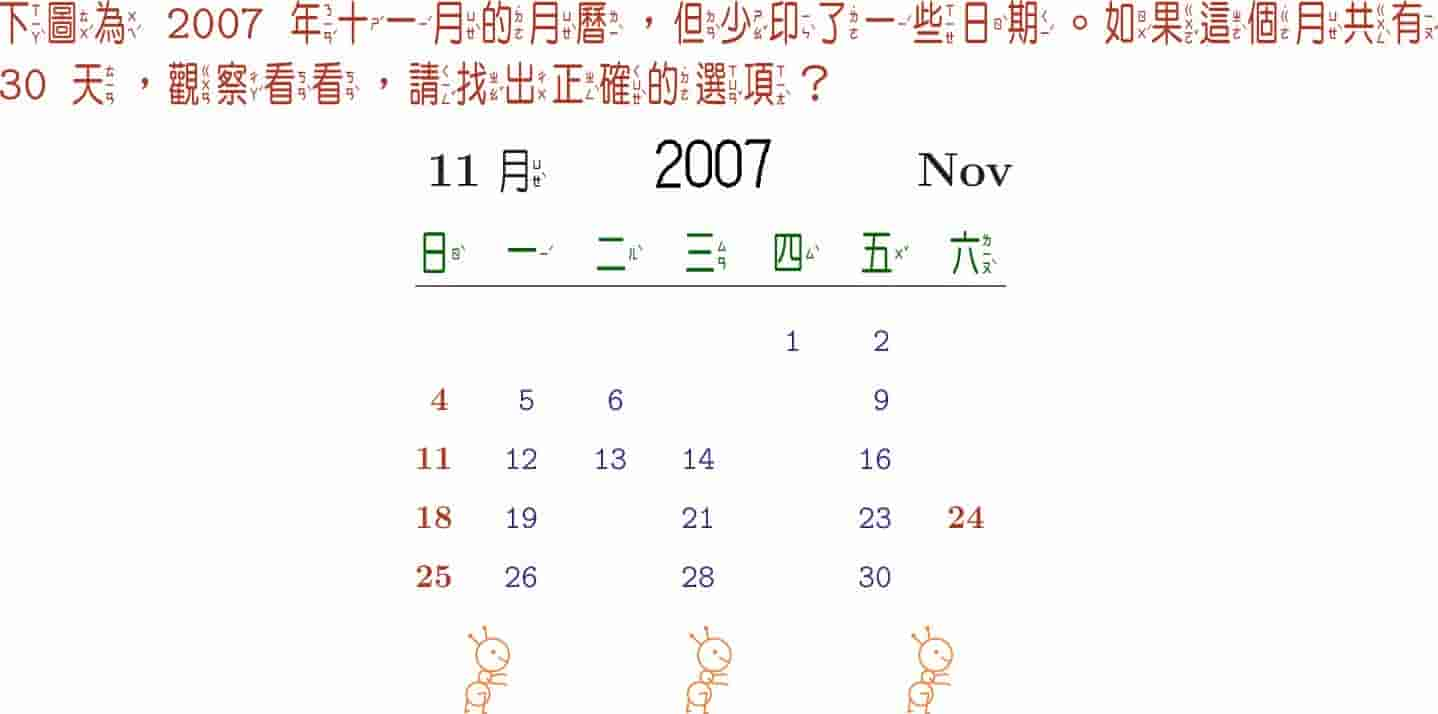 下圖為 2007 年十一月的月曆，但少印了一些日期。如果這個月共有
30 天，觀察看看，請找出正確的選項？
11 月 2007 Nov
日 一 二 三 四 五 六
1 2
4 5 6 9
11 12 13 14 16
18 19 21 23 24
25 26 28 30